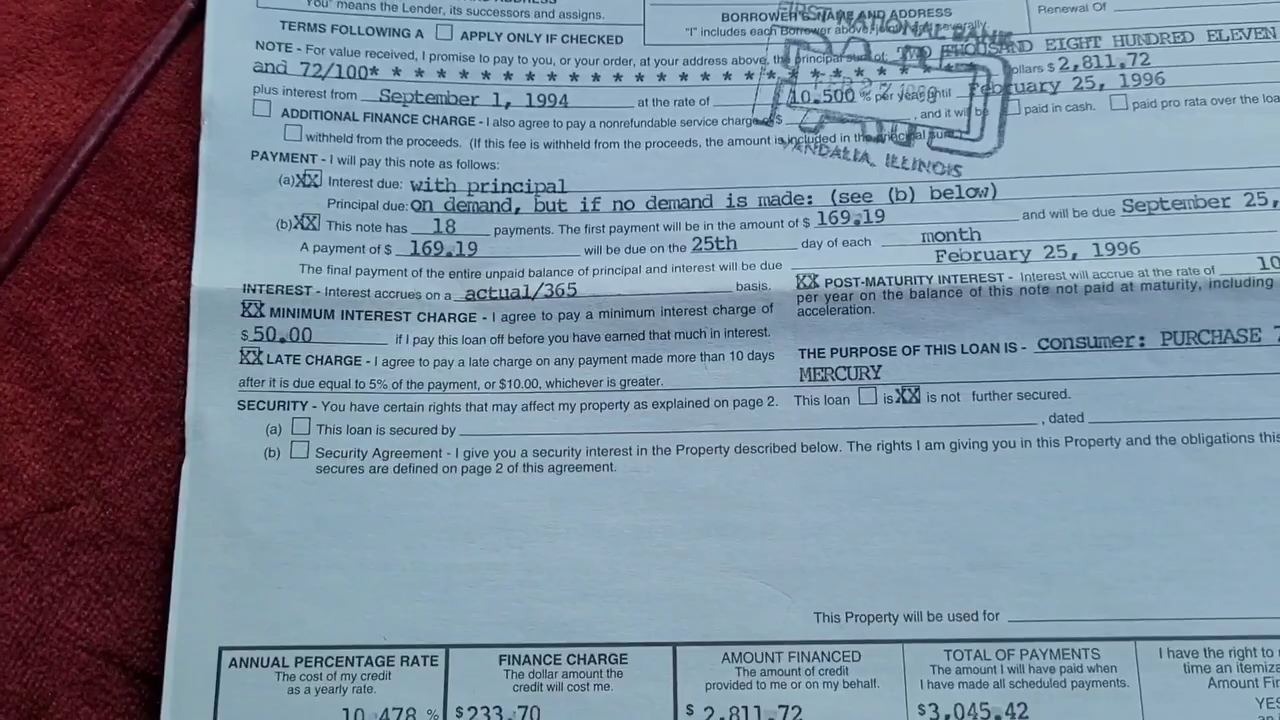 You" means the Lender, its successors and assigns.
BORROWER'S NAME AND ADDRESS
"I" includes each Borrower above, jointly and severally.
Renewal Of
TERMS FOLLOWING A APPLY ONLY IF CHECKED
NOTE - For value received, I promise to pay to you, or your order, at your address above, the principal sum of: TWO THOUSAND EIGHT HUNDRED ELEVEN
and 72/100* * * * * * * * * * * * * * * * * * * * * * * * * * Dollars $ 2,811.72
plus interest from September 1, 1994 at the rate of 10.500 % per year until February 25, 1996
ADDITIONAL FINANCE CHARGE - I also agree to pay a nonrefundable service charge of $ , and it will be paid in cash. paid pro rata over the loa
withheld from the proceeds. (If this fee is withheld from the proceeds, the amount is included in the principal sum.)
FIRST NATIONAL BANK
PAID
VANDALIA, ILLINOIS
PAYMENT - I will pay this note as follows:
(a) XX Interest due: with principal
Principal due: on demand, but if no demand is made: (see (b) below)
(b) XX This note has 18 payments. The first payment will be in the amount of $ 169.19 and will be due September 25,
A payment of $ 169.19 will be due on the 25th day of each month
The final payment of the entire unpaid balance of principal and interest will be due February 25, 1996
INTEREST - Interest accrues on a actual/365 basis.
XX MINIMUM INTEREST CHARGE - I agree to pay a minimum interest charge of
$ 50.00 if I pay this loan off before you have earned that much in interest.
XX LATE CHARGE - I agree to pay a late charge on any payment made more than 10 days
after it is due equal to 5% of the payment, or $10.00, whichever is greater.
XX POST-MATURITY INTEREST - Interest will accrue at the rate of 10
per year on the balance of this note not paid at maturity, including
acceleration.
THE PURPOSE OF THIS LOAN IS - consumer: PURCHASE
MERCURY
SECURITY - You have certain rights that may affect my property as explained on page 2. This loan is XX is not further secured.
(a) This loan is secured by , dated
(b) Security Agreement - I give you a security interest in the Property described below. The rights I am giving you in this Property and the obligations this
secures are defined on page 2 of this agreement.
This Property will be used for
ANNUAL PERCENTAGE RATE
The cost of my credit
as a yearly rate.
10.478 %
FINANCE CHARGE
The dollar amount the
credit will cost me.
$233.70
AMOUNT FINANCED
The amount of credit
provided to me or on my behalf.
$ 2,811.72
TOTAL OF PAYMENTS
The amount I will have paid when
I have made all scheduled payments.
$3,045.42
I have the right to
time an itemiza
Amount Fin
YES